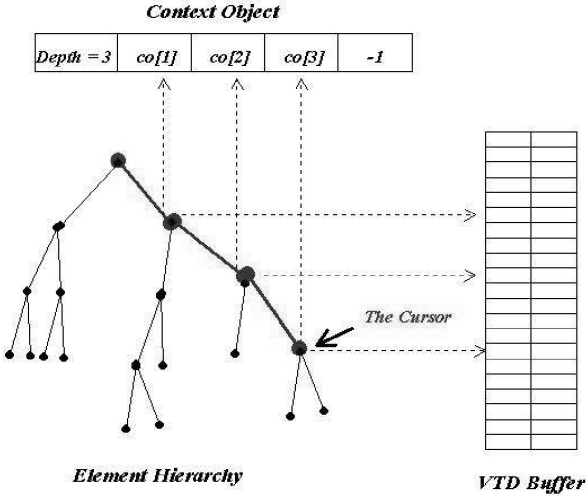 Context Object
Depth = 3 co[1] co[2] co[3] -1
The Cursor
Element Hierarchy
VTD Buffer